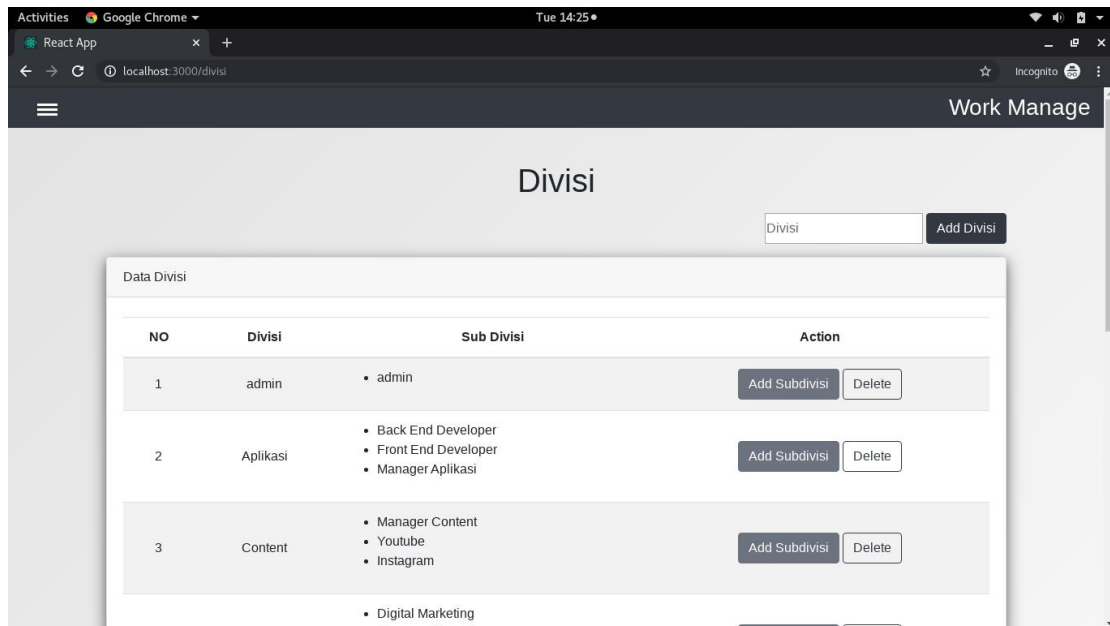 Activities Google Chrome Tue 14:25
React App
localhost:3000/divisi Incognito
Work Manage
Divisi
Divisi Add Divisi
Data Divisi
NO Divisi Sub Divisi Action
1 admin • admin Add Subdivisi Delete
• Back End Developer
2 Aplikasi • Front End Developer Add Subdivisi Delete
• Manager Aplikasi
• Manager Content
3 Content • Youtube Add Subdivisi Delete
• Instagram
• Digital Marketing